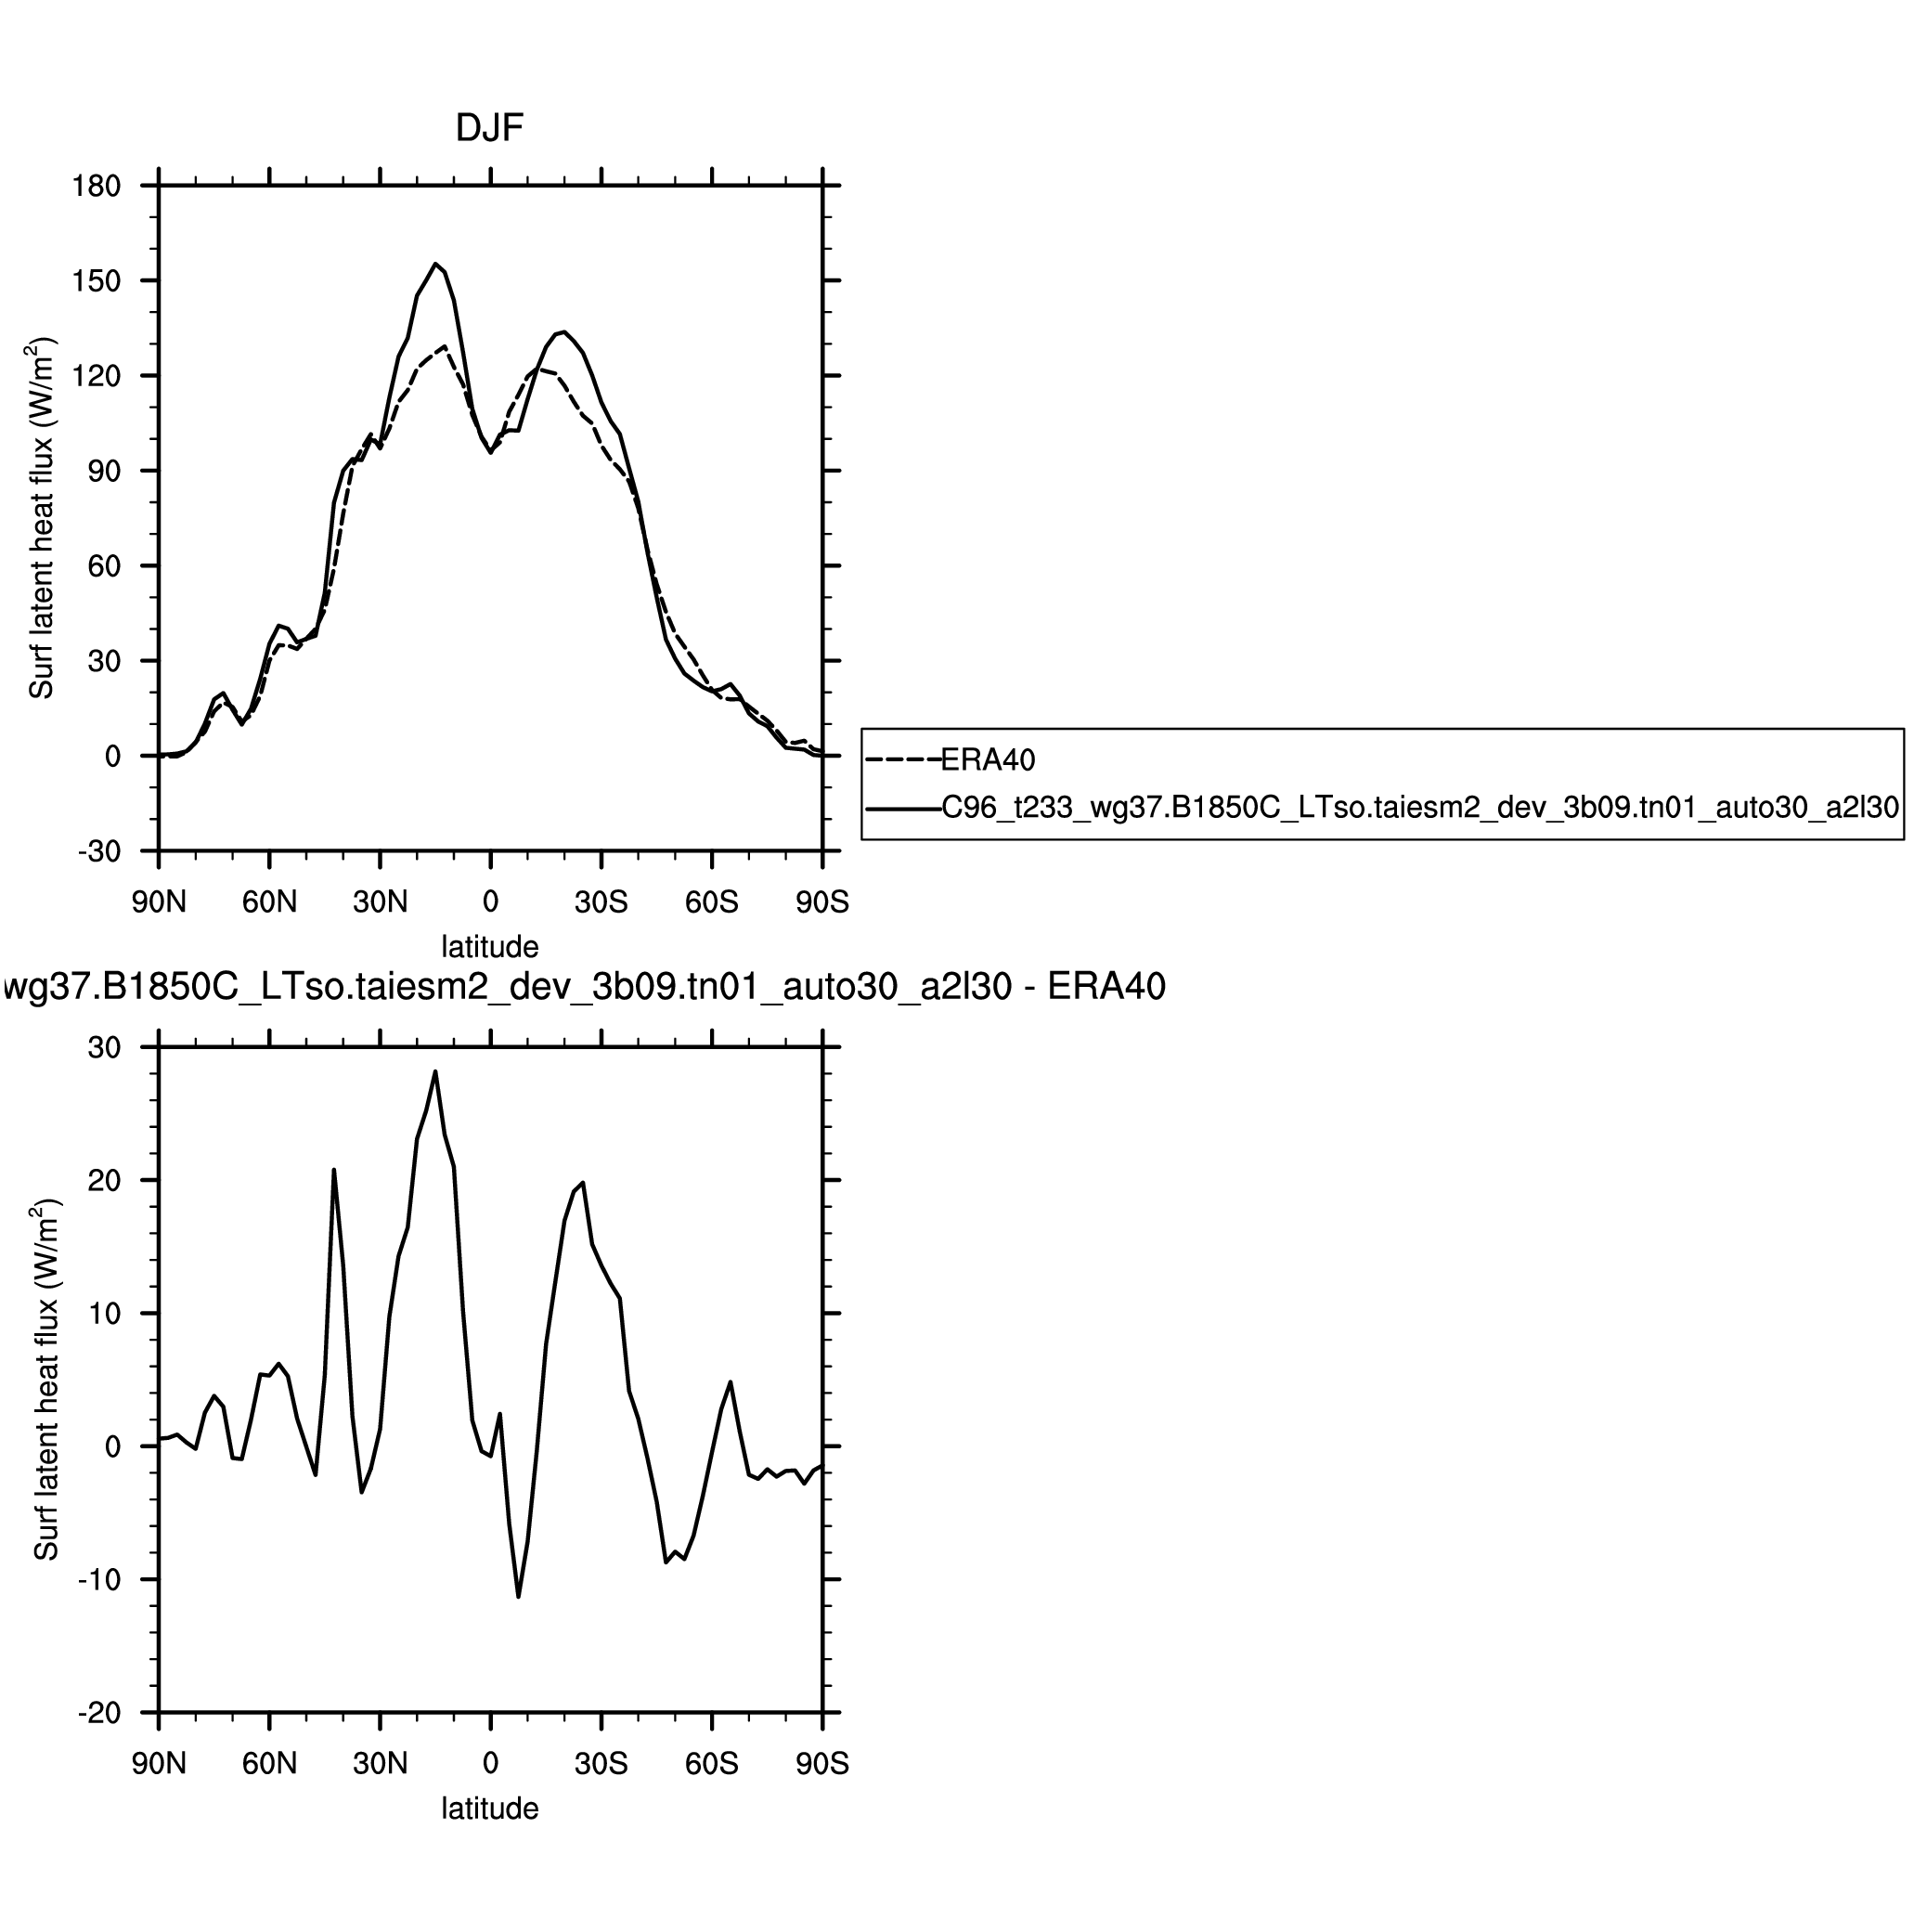 DJF
180
150
120
90
60
30
0
-30
Surf latent heat flux (W/m²)
90N 60N 30N 0 30S 60S 90S
latitude
ERA40
C96_t233_wg37.B1850C_LTso.taiesm2_dev_3b09.tn01_auto30_a2l30
wg37.B1850C_LTso.taiesm2_dev_3b09.tn01_auto30_a2l30 - ERA40
30
20
10
0
-10
-20
Surf latent heat flux (W/m²)
90N 60N 30N 0 30S 60S 90S
latitude